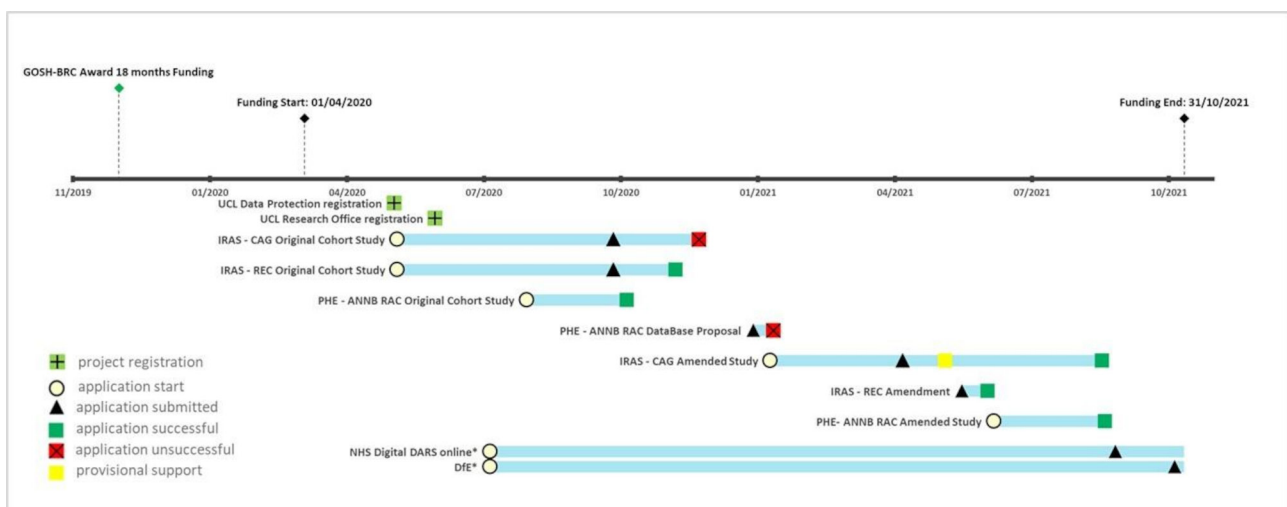 GOSH-BRC Award 18 months Funding
Funding Start: 01/04/2020
Funding End: 31/10/2021
11/2019 01/2020 04/2020 07/2020 10/2020 01/2021 04/2021 07/2021 10/2021
UCL Data Protection registration
UCL Research Office registration
IRAS - CAG Original Cohort Study
IRAS - REC Original Cohort Study
PHE - ANNB RAC Original Cohort Study
PHE - ANNB RAC DataBase Proposal
IRAS - CAG Amended Study
IRAS - REC Amendment
PHE- ANNB RAC Amended Study
NHS Digital DARS online*
DfE*
project registration
application start
application submitted
application successful
application unsuccessful
provisional support